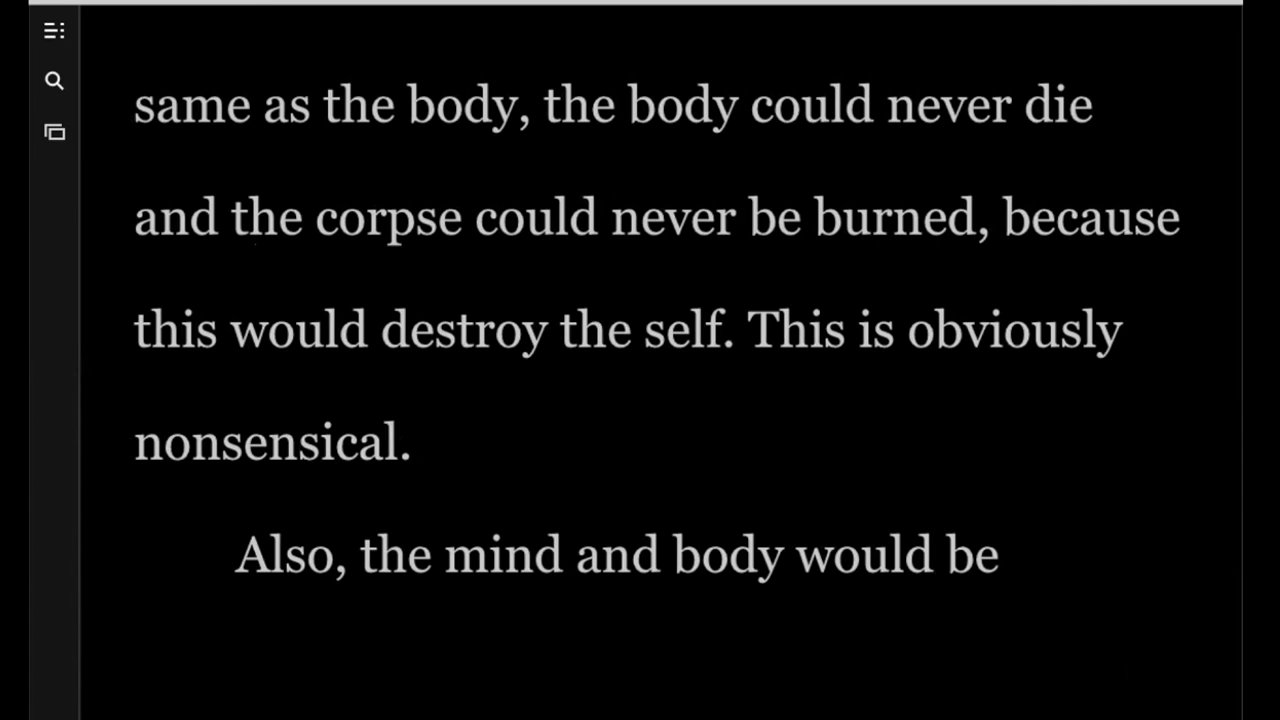 same as the body, the body could never die
and the corpse could never be burned, because
this would destroy the self. This is obviously
nonsensical.
Also, the mind and body would be